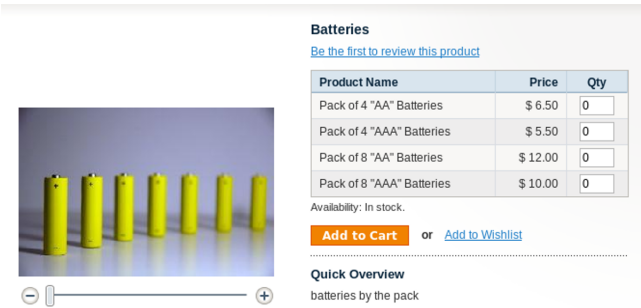 Batteries
Be the first to review this product
Product Name Price Qty
Pack of 4 "AA" Batteries $ 6.50 0
Pack of 4 "AAA" Batteries $ 5.50 0
Pack of 8 "AA" Batteries $ 12.00 0
Pack of 8 "AAA" Batteries $ 10.00 0
Availability: In stock.
Add to Cart or Add to Wishlist
Quick Overview
batteries by the pack